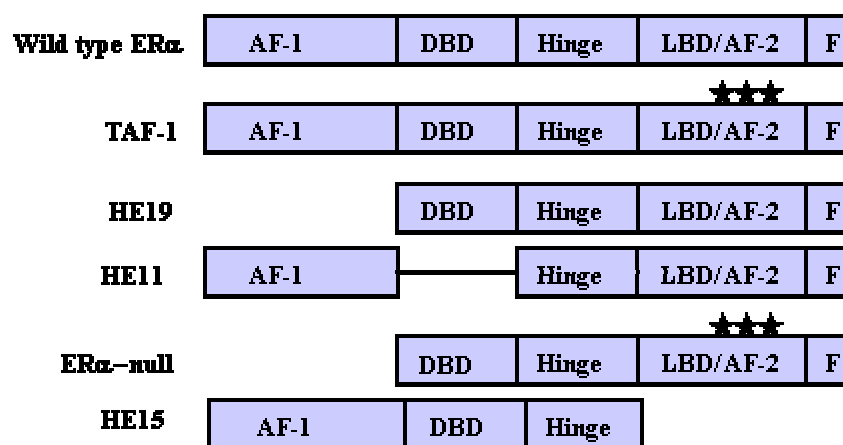 Wild type ERα AF-1 DBD Hinge LBD/AF-2 F
TAF-1 AF-1 DBD Hinge LBD/AF-2 F
HE19 DBD Hinge LBD/AF-2 F
HE11 AF-1 Hinge LBD/AF-2 F
ERα-null DBD Hinge LBD/AF-2 F
HE15 AF-1 DBD Hinge